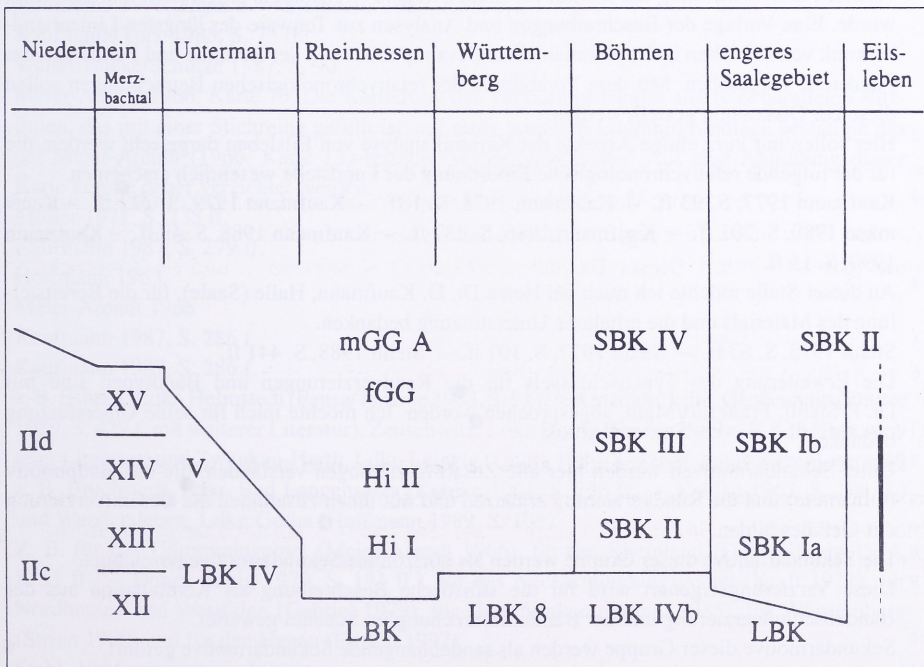 Niederrhein Untermain Rheinhessen Württem- Böhmen engeres Eils-
Merz- berg Saalegebiet leben
bachtal
mGG A SBK IV SBK II
XV fGG
IId SBK III SBK IIb
XIV V Hi II
SBK II
XIII Hi I SBK Ia
IIc LBK IV
XII LBK 8 LBK IVb
LBK LBK